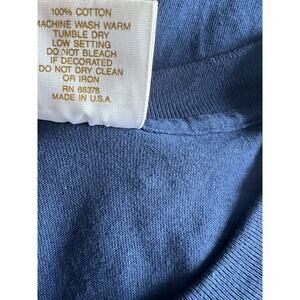 100% COTTON
MACHINE WASH WARM
TUMBLE DRY
LOW SETTING
DO NOT BLEACH
IF DECORATED
DO NOT DRY CLEAN
OR IRON
RN 68378
MADE IN U.S.A.